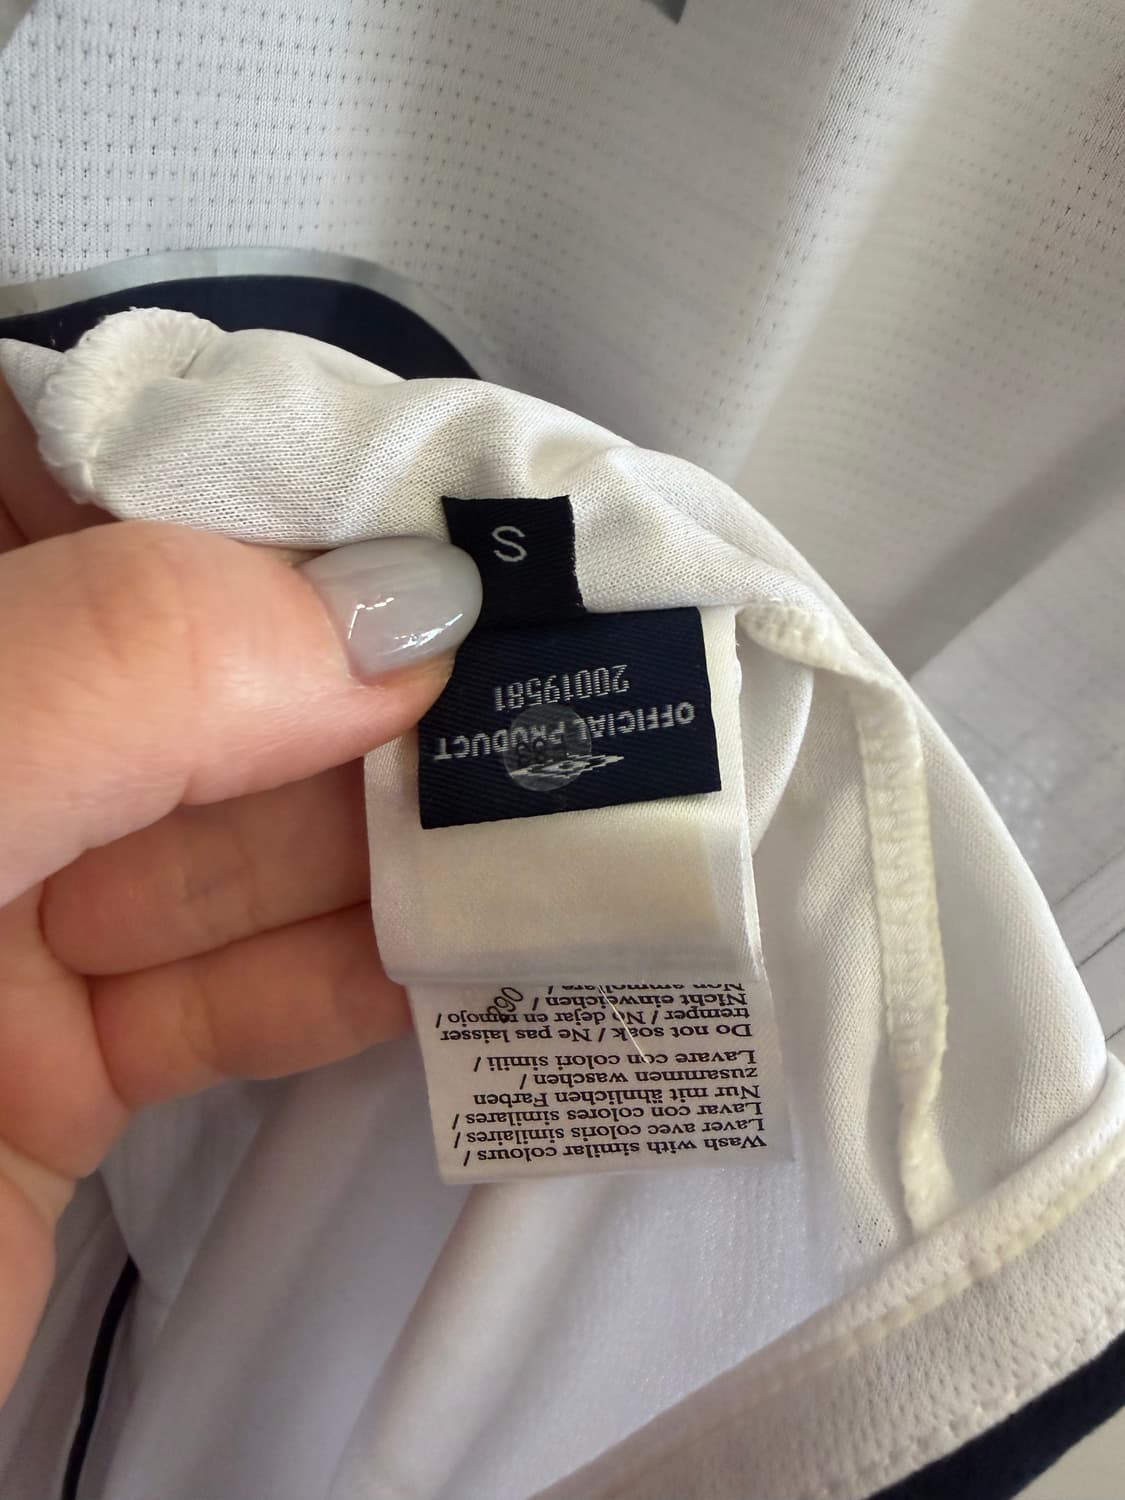 S
OFFICIAL PRODUCT
20019581
Wash with similar colours /
Laver avec coloris similaires /
Lavar con colores similares /
Nur mit ähnlichen Farben
zusammen waschen /
Lavare con colori simili /
Do not soak / Ne pas laisser
tremper / No dejar en remojo /
Nicht einweichen /
Non ammollare /